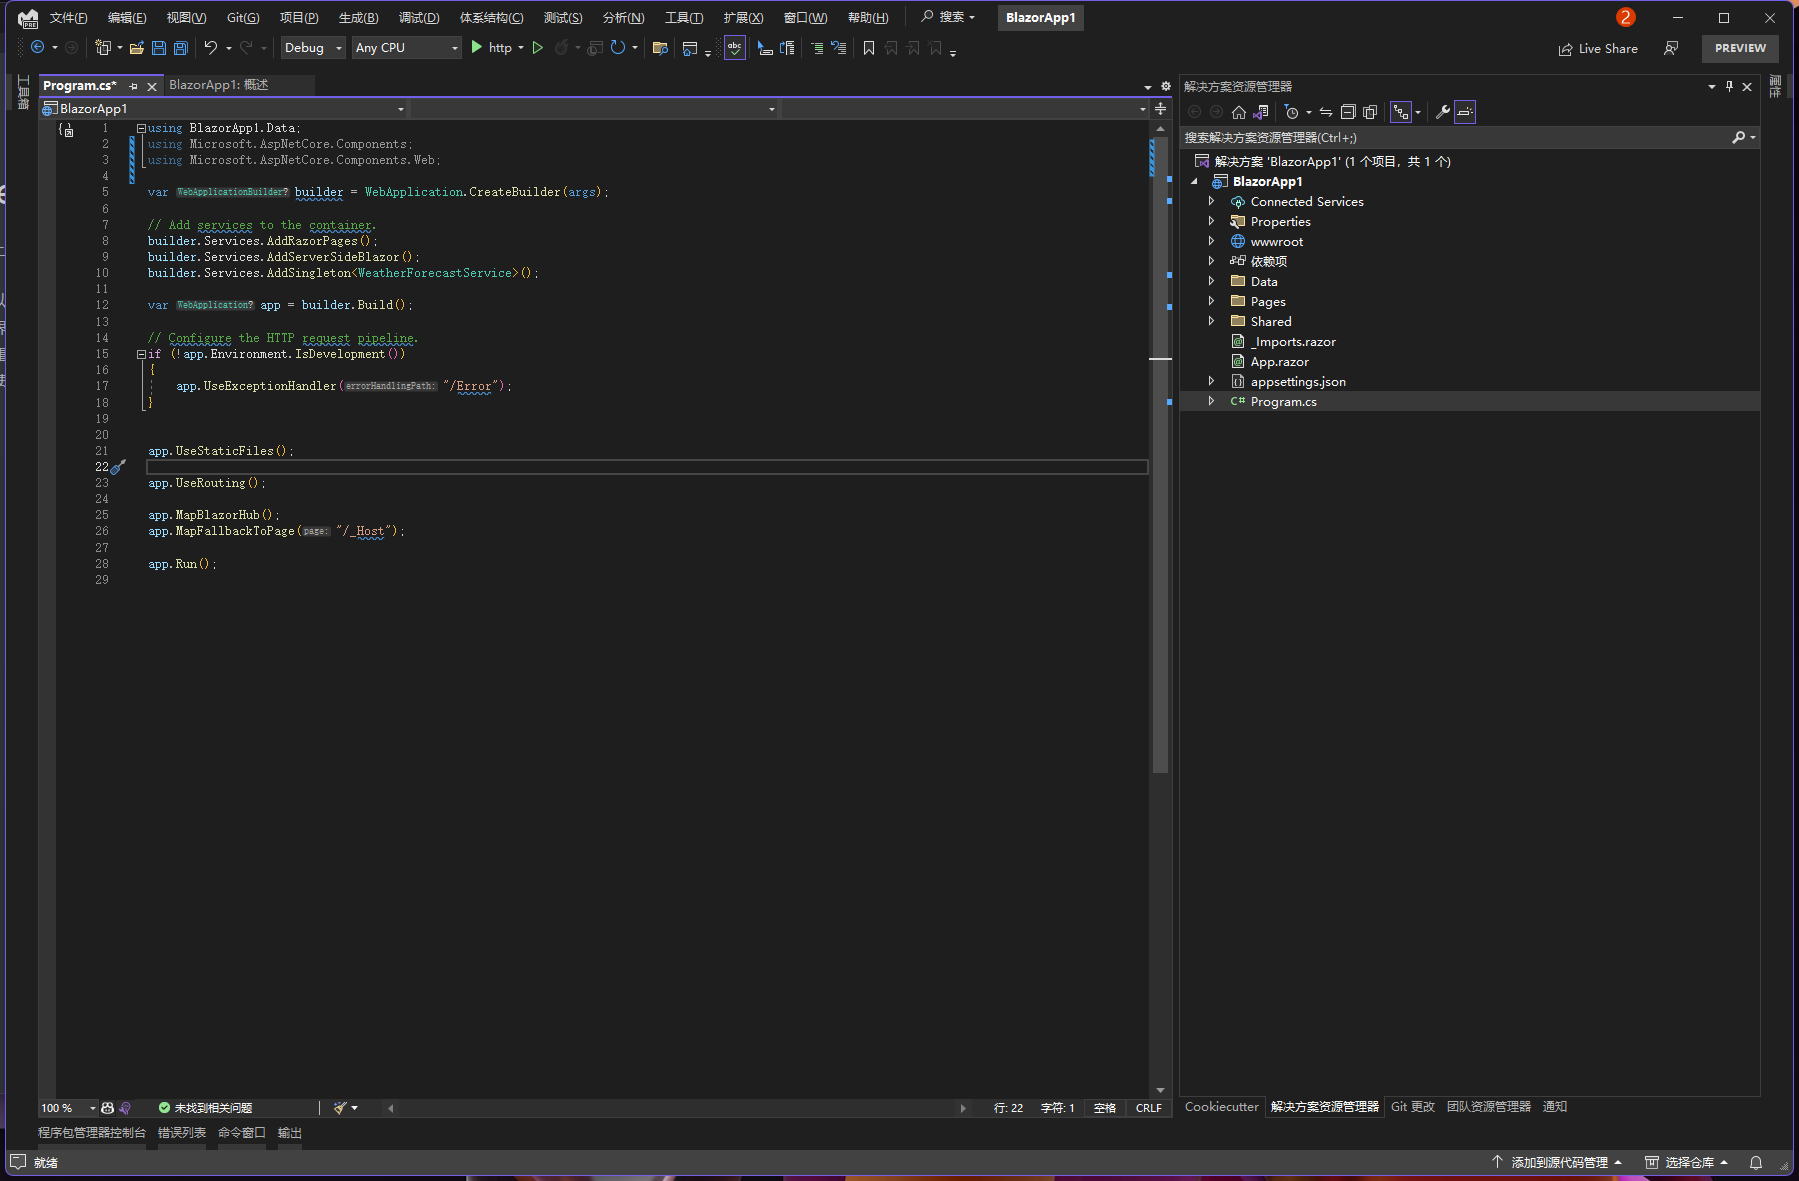 文件(F) 编辑(E) 视图(V) Git(G) 项目(P) 生成(B) 调试(D) 体系结构(C) 测试(S) 分析(N) 工具(T) 扩展(X) 窗口(W) 帮助(H) 搜索 BlazorApp1 2
Debug Any CPU http abc Live Share PREVIEW
工具箱
Program.cs* BlazorApp1: 概述
BlazorApp1
1 using BlazorApp1.Data;
2 using Microsoft.AspNetCore.Components;
3 using Microsoft.AspNetCore.Components.Web;
4
5 var WebApplicationBuilder? builder = WebApplication.CreateBuilder(args);
6
7 // Add services to the container.
8 builder.Services.AddRazorPages();
9 builder.Services.AddServerSideBlazor();
10 builder.Services.AddSingleton<WeatherForecastService>();
11
12 var WebApplication? app = builder.Build();
13
14 // Configure the HTTP request pipeline.
15 if (!app.Environment.IsDevelopment())
16 {
17 app.UseExceptionHandler(errorHandlingPath: "/Error");
18 }
19
20
21 app.UseStaticFiles();
22
23 app.UseRouting();
24
25 app.MapBlazorHub();
26 app.MapFallbackToPage(page: "/_Host");
27
28 app.Run();
29
100 % 未找到相关问题 行: 22 字符: 1 空格 CRLF
程序包管理器控制台 错误列表 命令窗口 输出
解决方案资源管理器
搜索解决方案资源管理器(Ctrl+;)
解决方案 'BlazorApp1' (1 个项目, 共 1 个)
BlazorApp1
Connected Services
Properties
wwwroot
依赖项
Data
Pages
Shared
_Imports.razor
App.razor
appsettings.json
C# Program.cs
Cookiecutter 解决方案资源管理器 Git 更改 团队资源管理器 通知
属性
就绪 添加到源代码管理 选择仓库